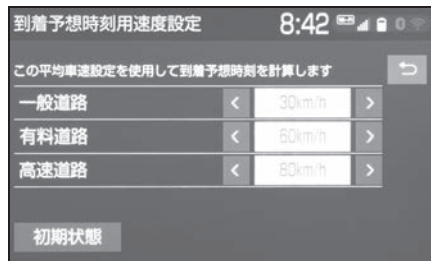 到着予想時刻用速度設定 8:42 0
この平均車速設定を使用して到着予想時刻を計算します
一般道路 < 30km/h >
有料道路 < 60km/h >
高速道路 < 80km/h >
初期状態